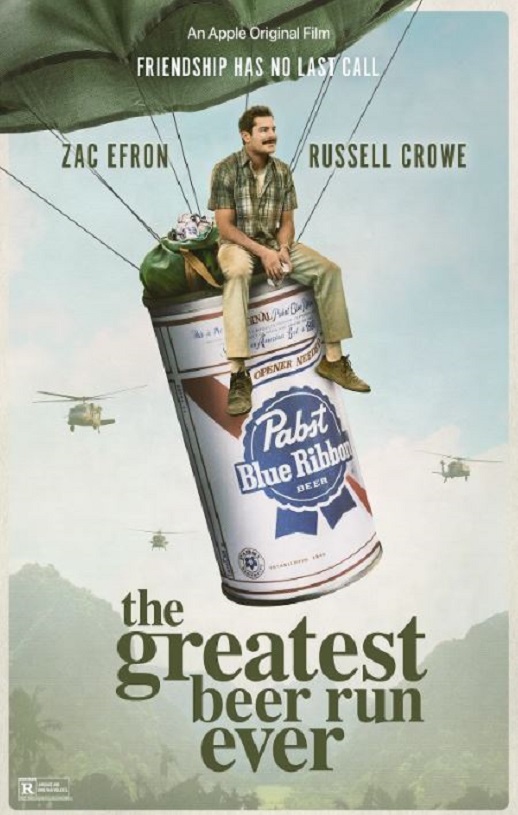 An Apple Original Film
FRIENDSHIP HAS NO LAST CALL
ZAC EFRON
RUSSELL CROWE
OPENER NEED
Pabst
Blue Ribbon
BEER
the
greatest
beer run
ever
R